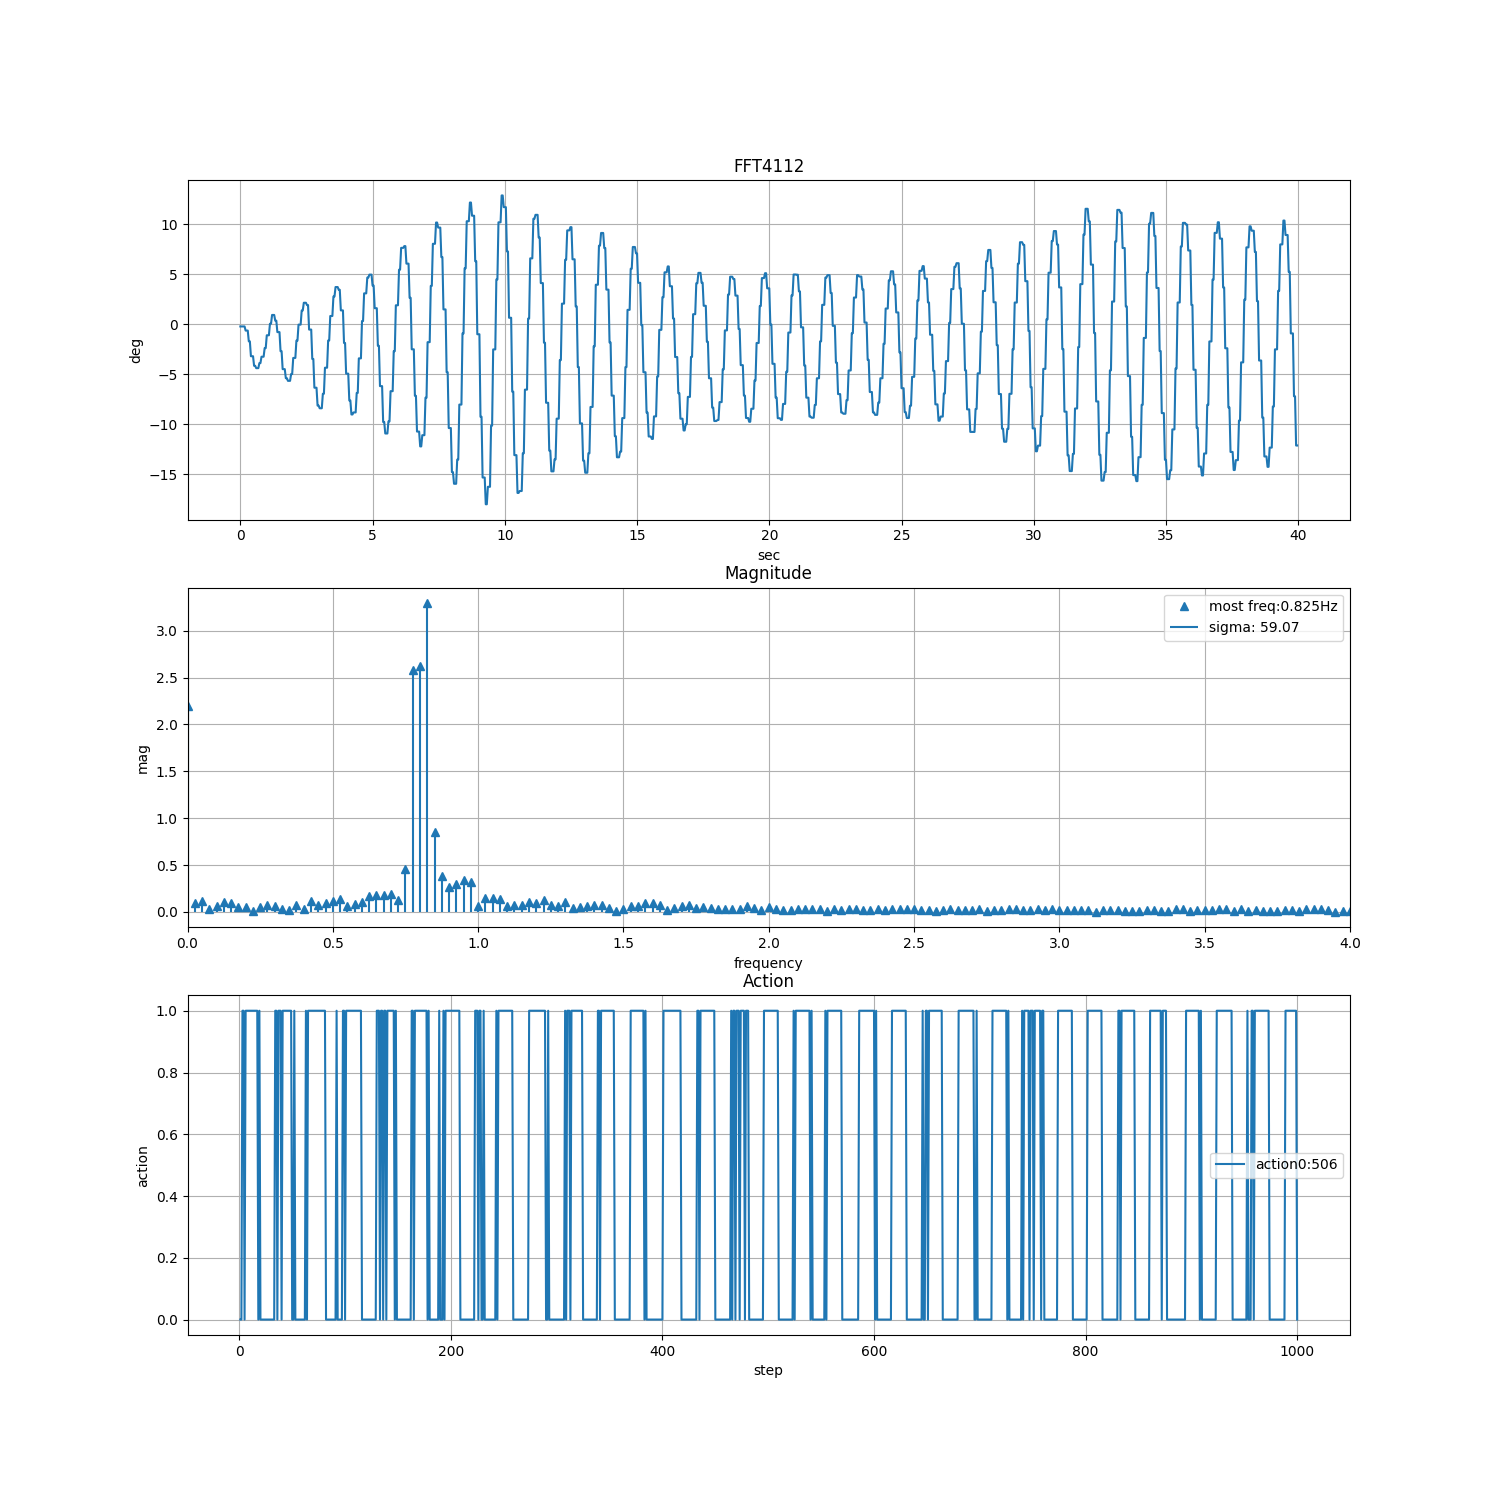 FFT4112
10
5
0
−5
−10
−15
deg
0 5 10 15 20 25 30 35 40
sec
Magnitude
most freq:0.825Hz
sigma: 59.07
3.0
2.5
2.0
1.5
1.0
0.5
0.0
mag
0.0 0.5 1.0 1.5 2.0 2.5 3.0 3.5 4.0
frequency
Action
1.0
0.8
0.6
0.4
0.2
0.0
action
action0:506
0 200 400 600 800 1000
step